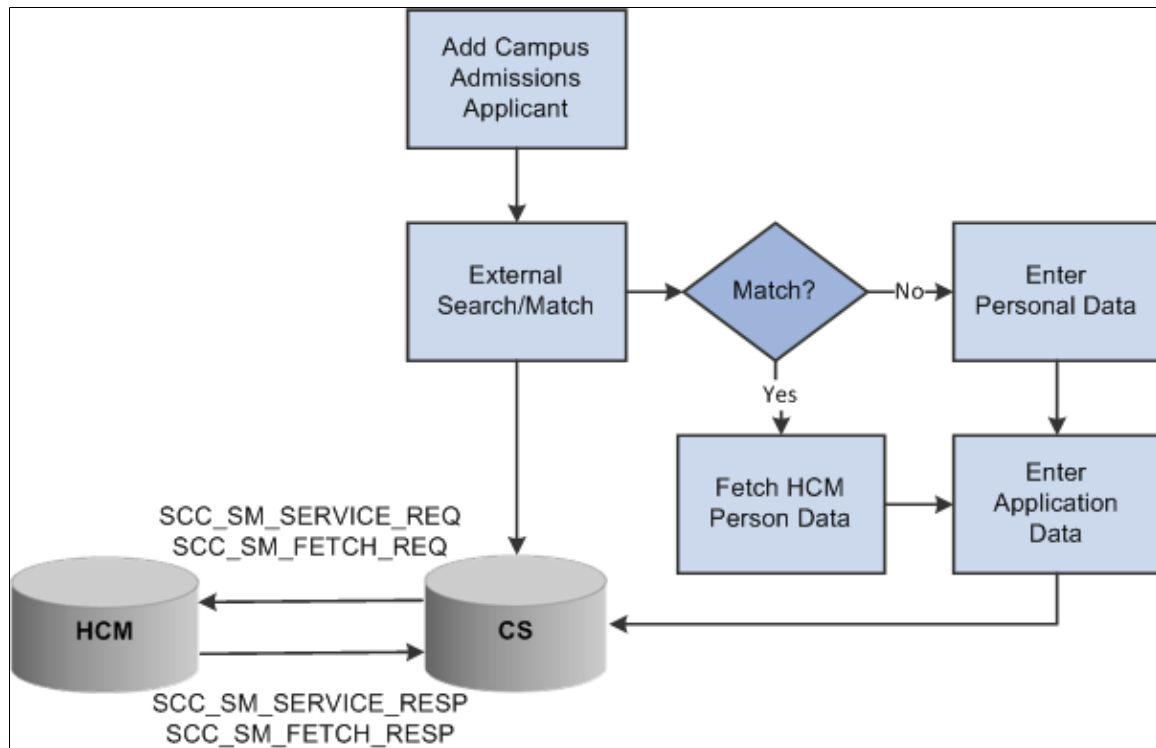 Add Campus
Admissions
Applicant
External
Search/Match
Match?
No
Enter
Personal Data
Yes
Fetch HCM
Person Data
Enter
Application
Data
SCC_SM_SERVICE_REQ
SCC_SM_FETCH_REQ
HCM
CS
SCC_SM_SERVICE_RESP
SCC_SM_FETCH_RESP